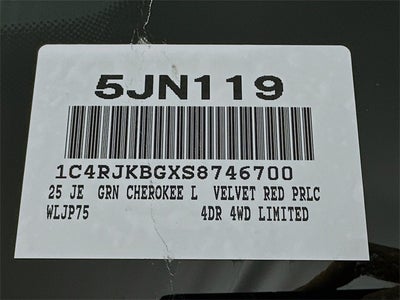 5JN119
1C4RJKBGXS8746700
25 JE GRN CHEROKEE L VELVET RED PRLC
WLJP75 4DR 4WD LIMITED